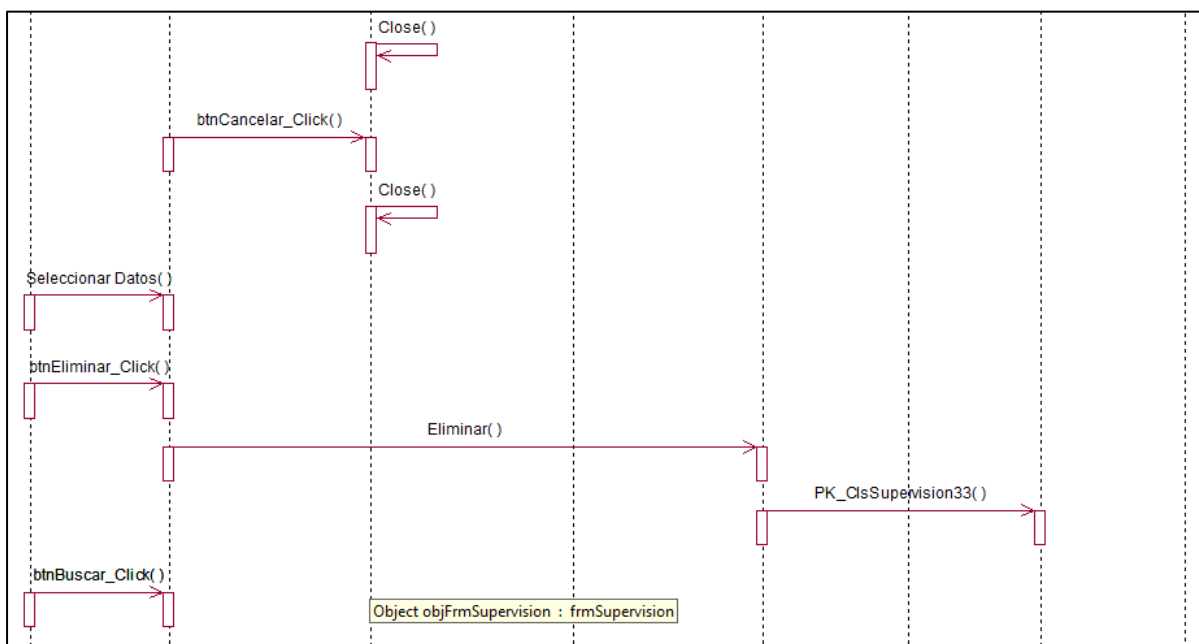 Close( )
btnCancelar_Click( )
Close( )
Seleccionar Datos( )
btnEliminar_Click( )
Eliminar( )
PK_ClsSupervision33( )
btnBuscar_Click( )
Object objFrmSupervision : frmSupervision